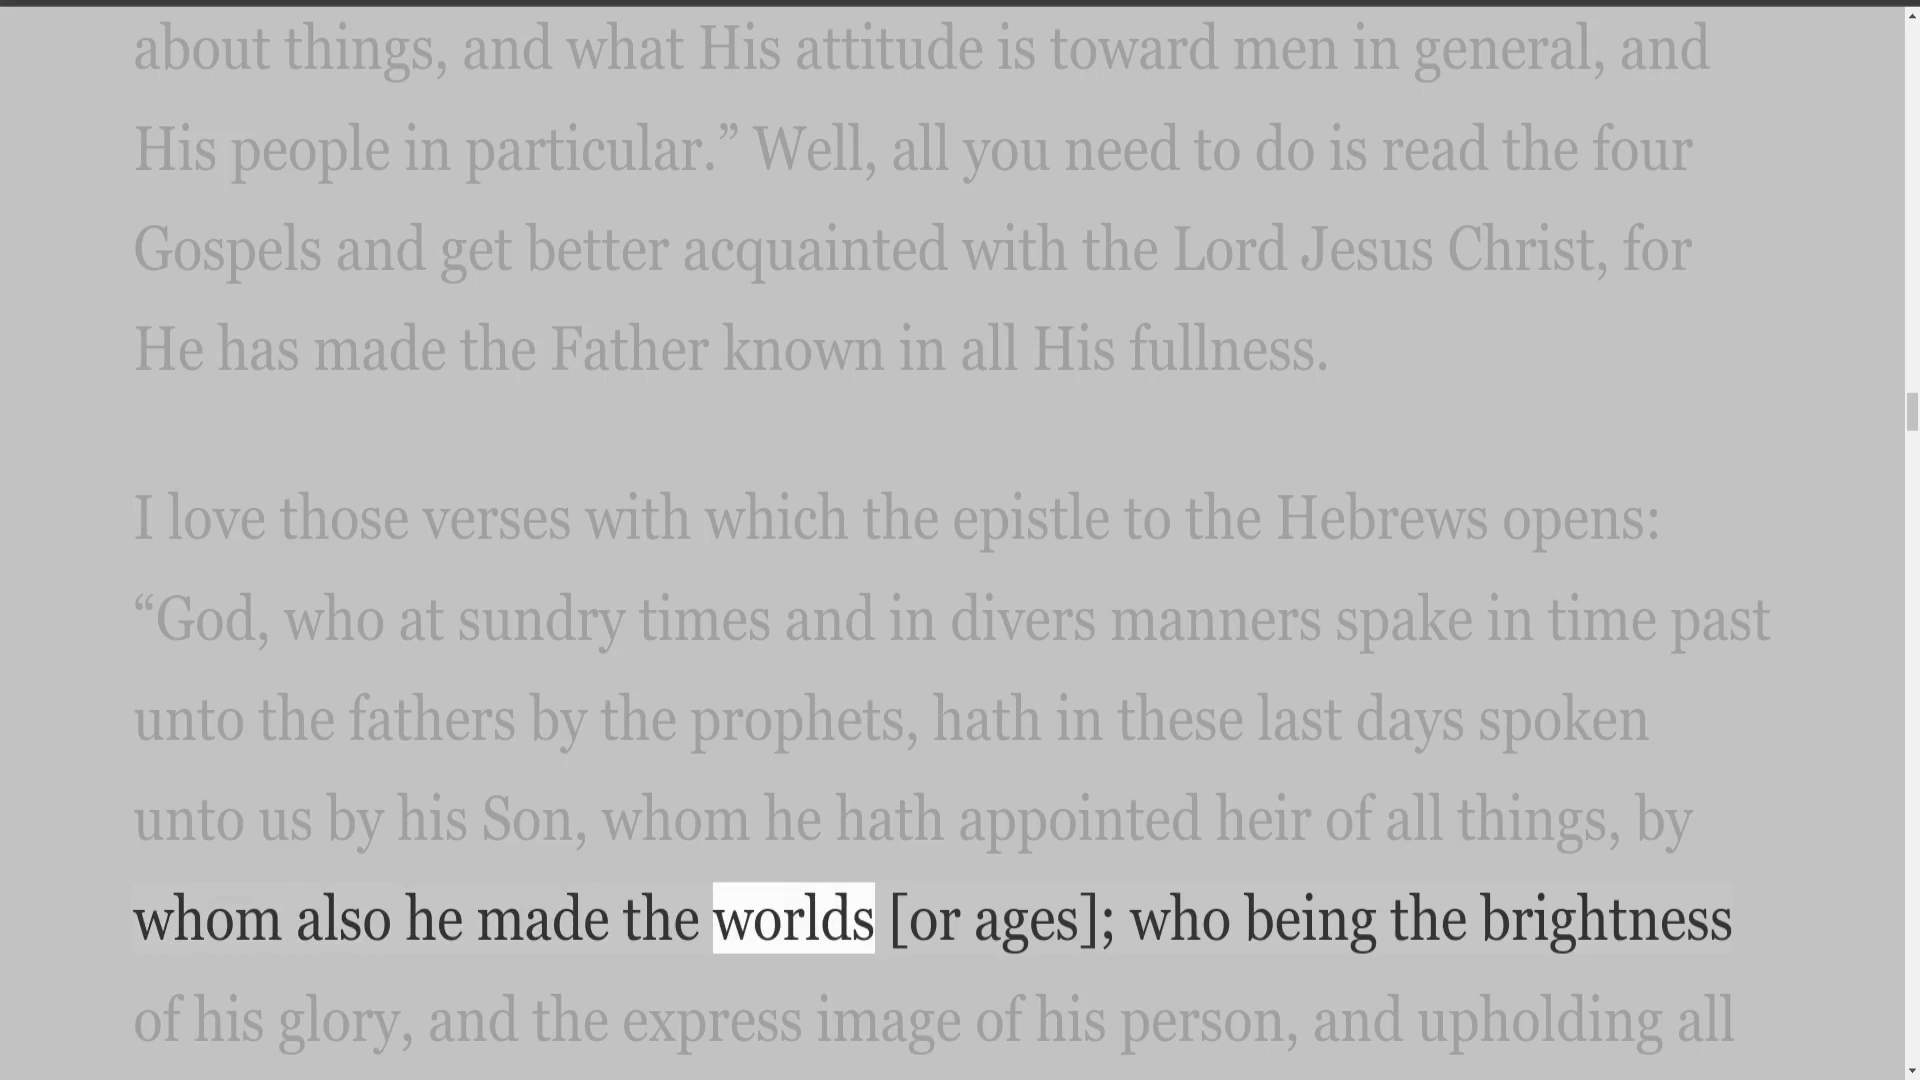 about things, and what His attitude is toward men in general, and
His people in particular.” Well, all you need to do is read the four
Gospels and get better acquainted with the Lord Jesus Christ, for
He has made the Father known in all His fullness.
I love those verses with which the epistle to the Hebrews opens:
“God, who at sundry times and in divers manners spake in time past
unto the fathers by the prophets, hath in these last days spoken
unto us by his Son, whom he hath appointed heir of all things, by
whom also he made the worlds [or ages]; who being the brightness
of his glory, and the express image of his person, and upholding all